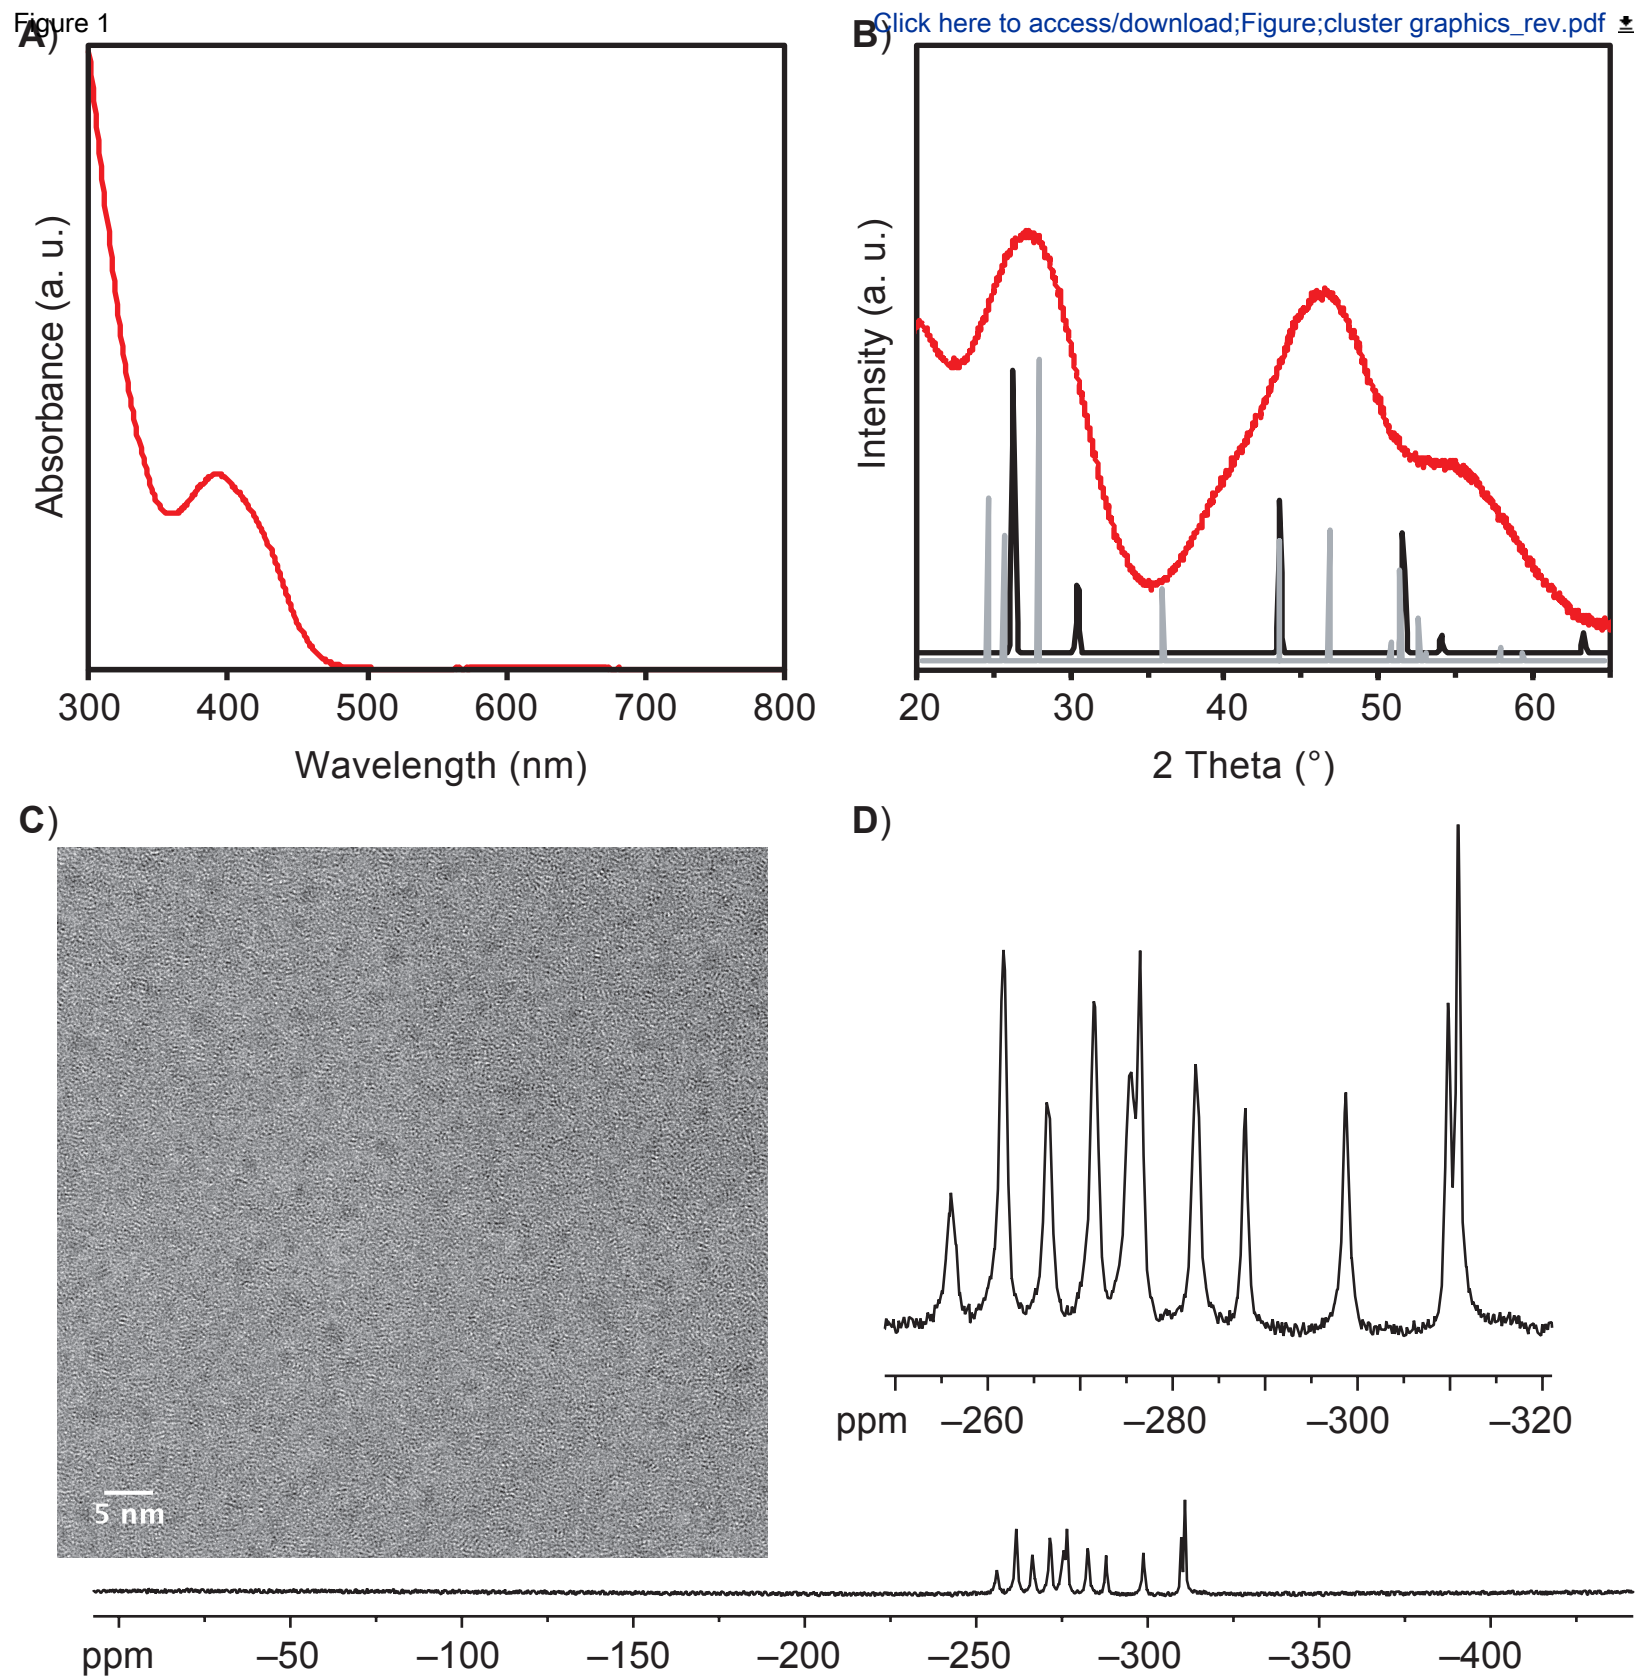 Figure 1
Click here to access/download;Figure;cluster graphics_rev.pdf
A)
B)
Absorbance (a. u.)
300 400 500 600 700 800
Wavelength (nm)
Intensity (a. u.)
20 30 40 50 60
2 Theta (°)
C)
5 nm
D)
ppm –260 –280 –300 –320
ppm –50 –100 –150 –200 –250 –300 –350 –400